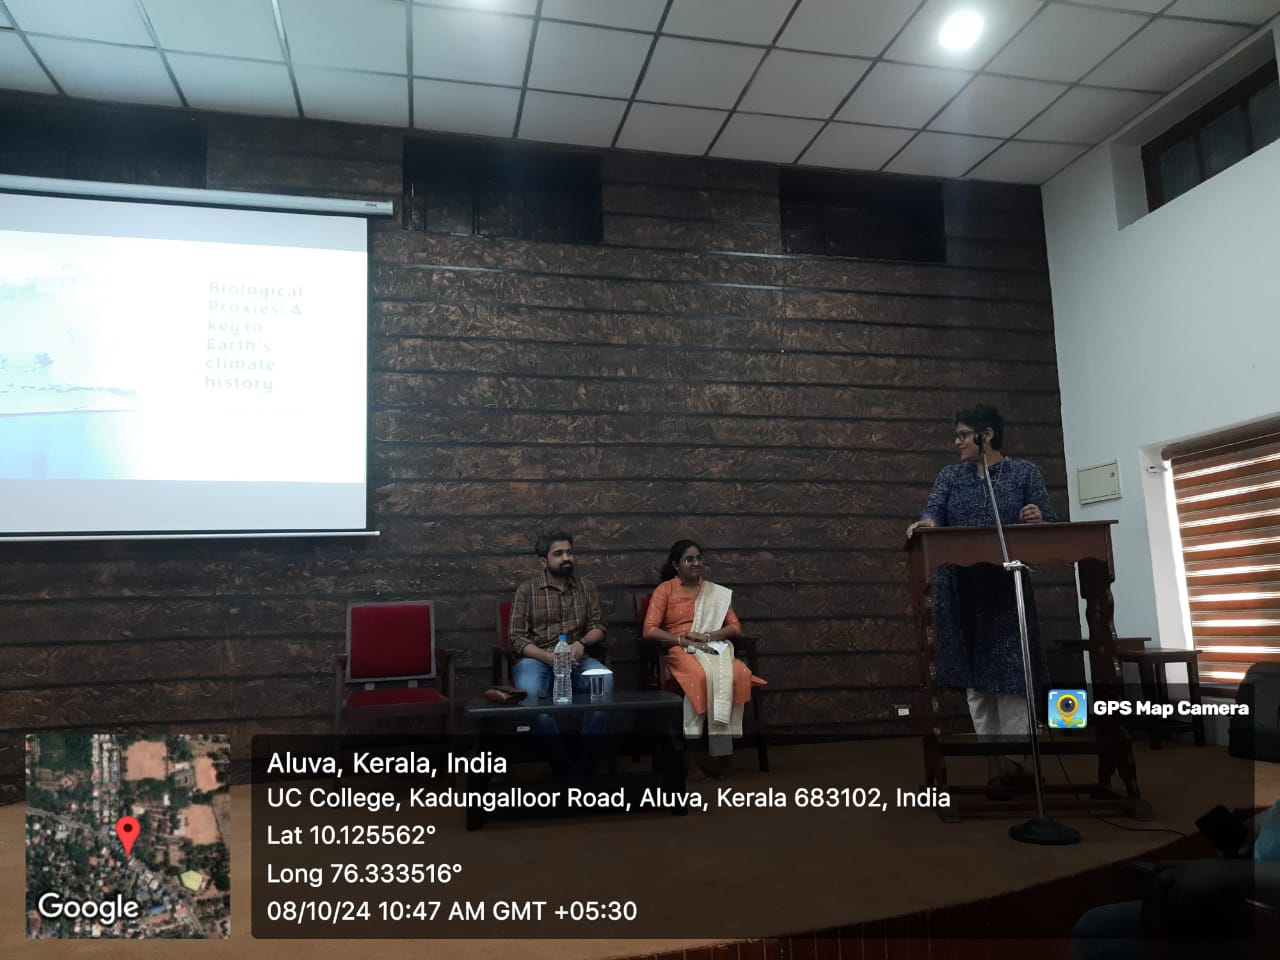 Biological
Proxies: A
key to
Earth's
climate
history
GPS Map Camera
Aluva, Kerala, India
UC College, Kadungalloor Road, Aluva, Kerala 683102, India
Lat 10.125562°
Long 76.333516°
08/10/24 10:47 AM GMT +05:30
Google